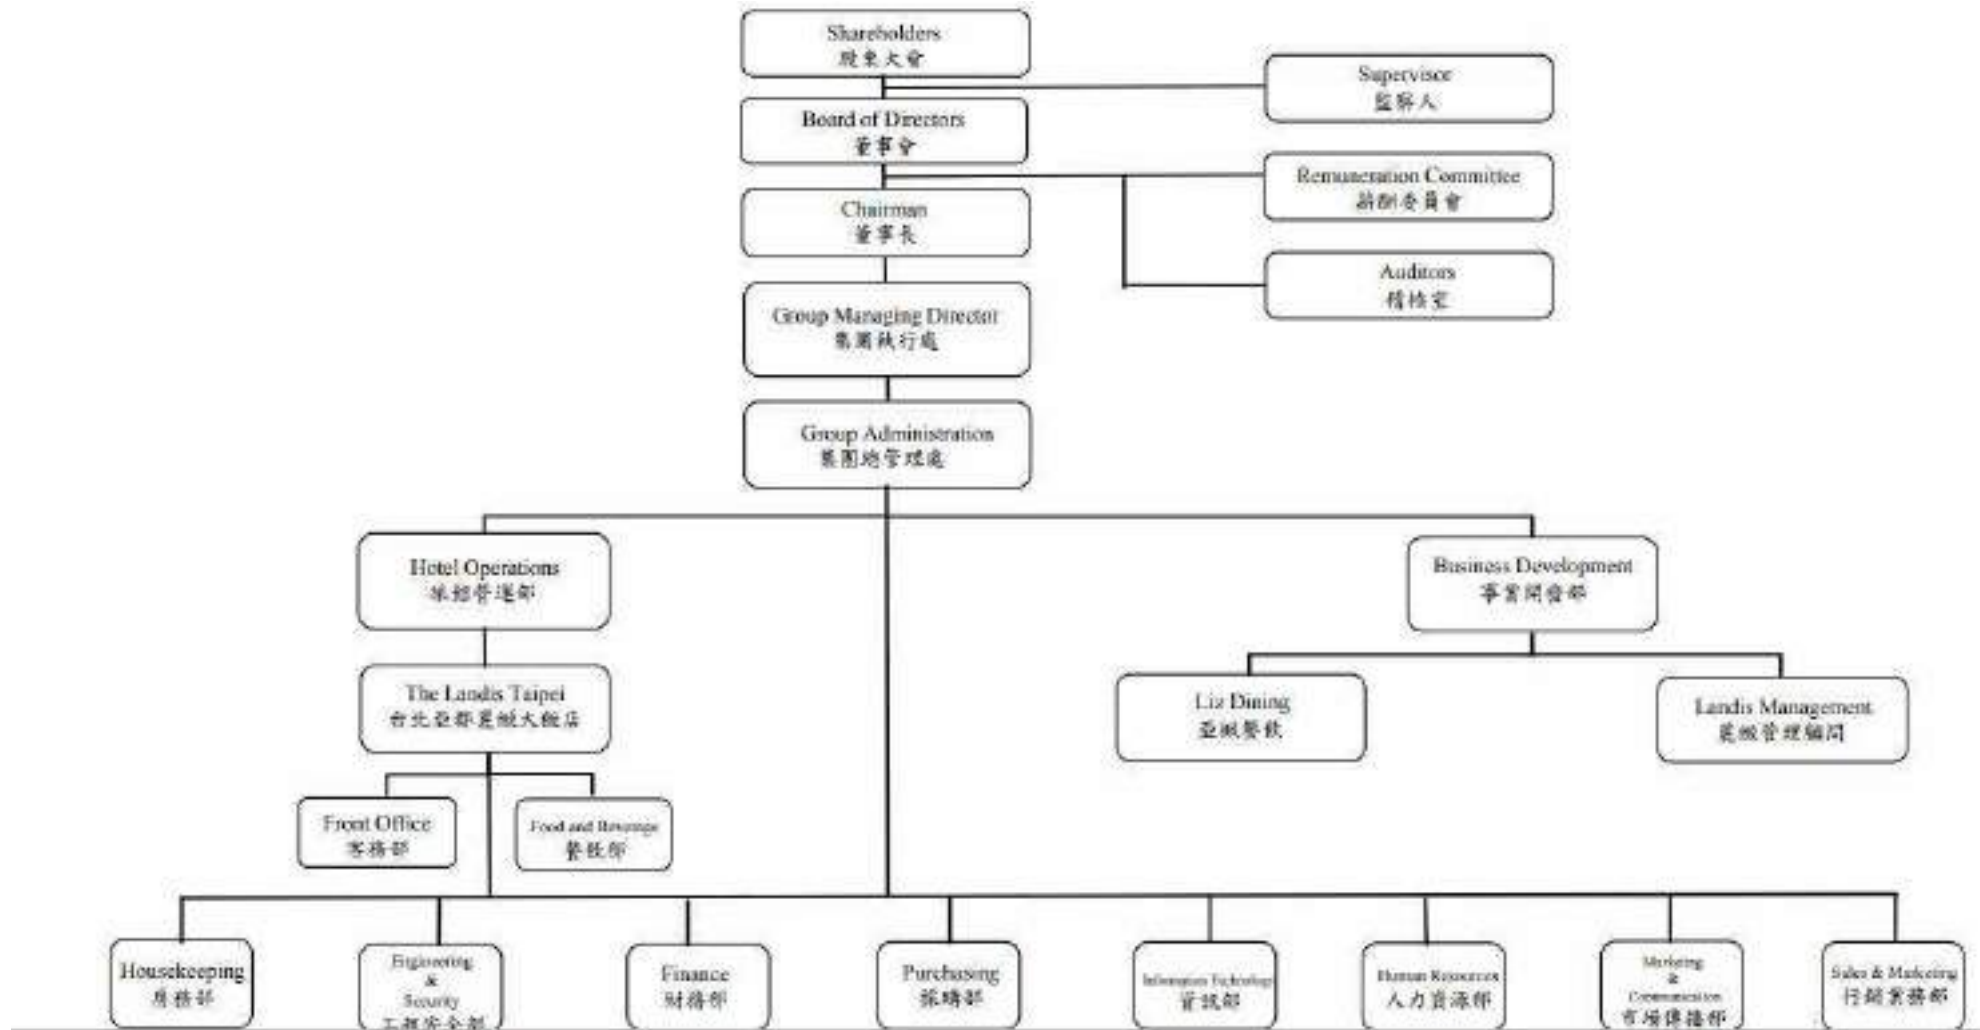 Shareholders
股東大會
Supervisor
監察人
Board of Directors
董事會
Remuneration Committee
薪酬委員會
Chairman
董事長
Auditors
稽核室
Group Managing Director
集團執行處
Group Administration
集團總管理處
Hotel Operations
旅館營運部
Business Development
事業開發部
The Landis Taipei
台北亞都麗緻大飯店
Liz Dining
亞緻餐飲
Landis Management
麗緻管理顧問
Front Office
客務部
Food and Beverage
餐飲部
Housekeeping
房務部
Engineering
&
Security
工程安全部
Finance
財務部
Purchasing
採購部
Information Technology
資訊部
Human Resources
人力資源部
Marketing
&
Communication
市場傳播部
Sales & Marketing
行銷業務部